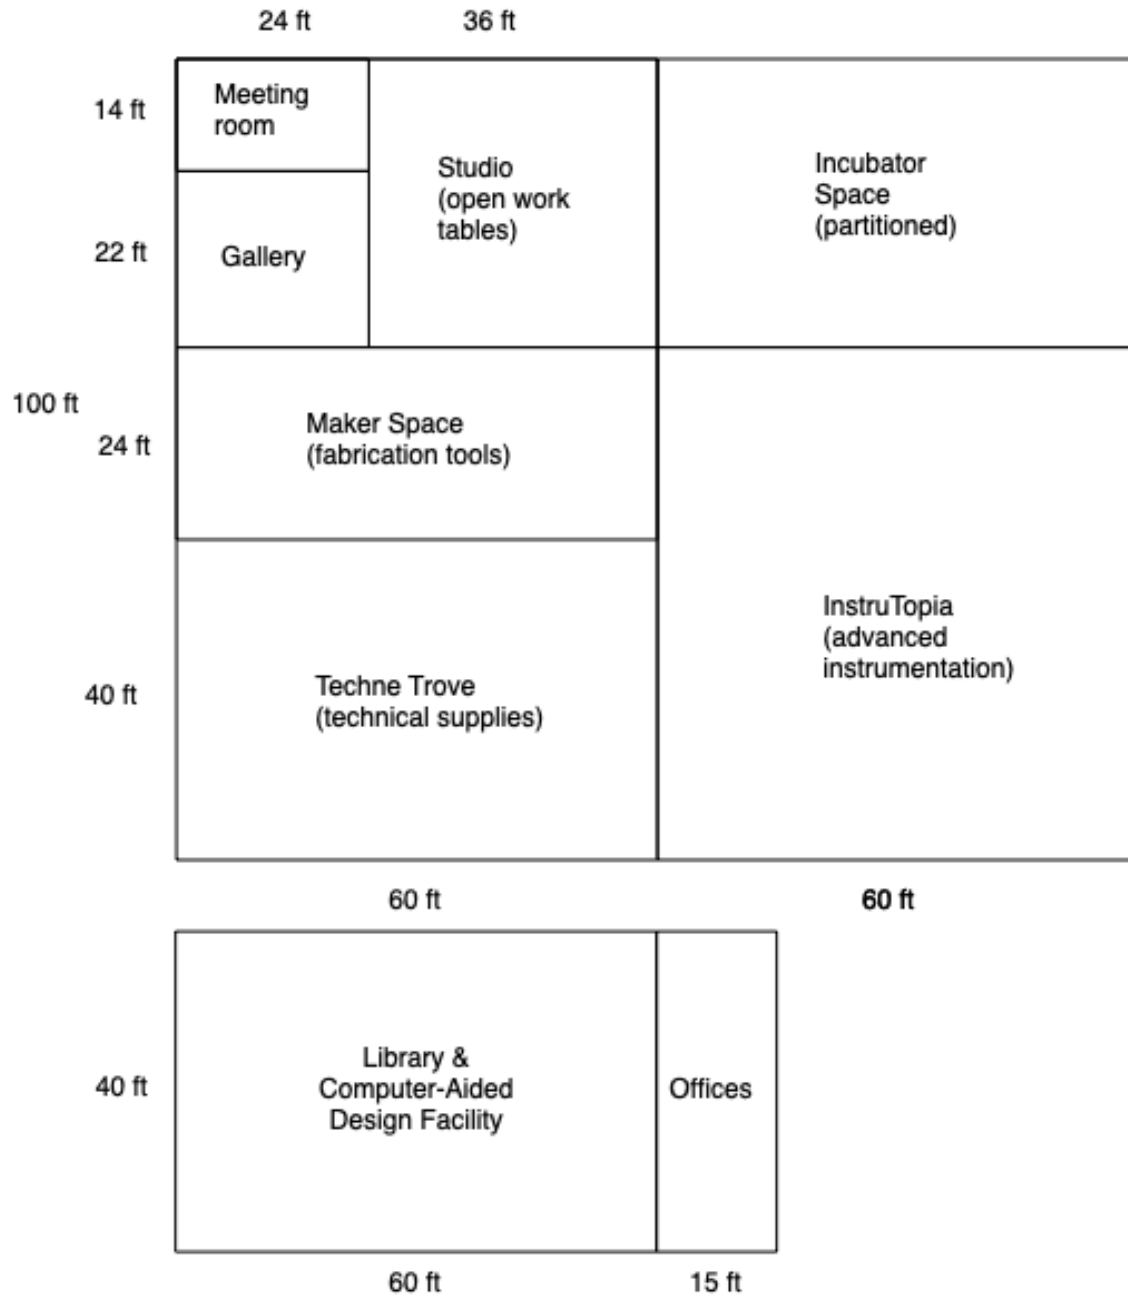 24 ft
36 ft
14 ft
Meeting
room
Studio
(open work
tables)
Incubator
Space
(partitioned)
22 ft
Gallery
100 ft
24 ft
Maker Space
(fabrication tools)
InstruTopia
(advanced
instrumentation)
40 ft
Techne Trove
(technical supplies)
60 ft
60 ft
40 ft
Library &
Computer-Aided
Design Facility
Offices
60 ft
15 ft